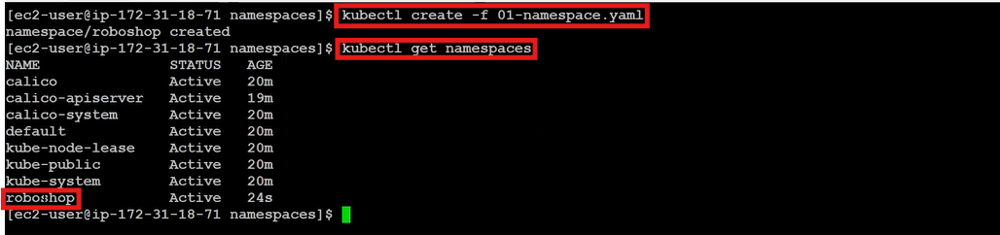 [ec2-user@ip-172-31-18-71 namespaces]$ kubectl create -f 01-namespace.yaml
namespace/roboshop created
[ec2-user@ip-172-31-18-71 namespaces]$ kubectl get namespaces
NAME STATUS AGE
calico Active 20m
calico-apiserver Active 19m
calico-system Active 20m
default Active 20m
kube-node-lease Active 20m
kube-public Active 20m
kube-system Active 20m
roboshop Active 24s
[ec2-user@ip-172-31-18-71 namespaces]$